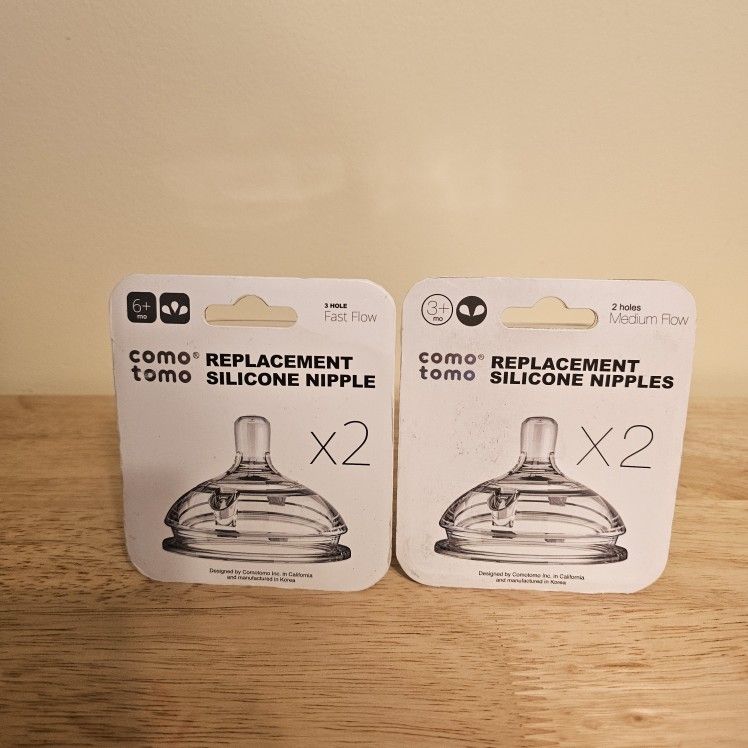 6+
mo
3 HOLE
Fast Flow
como®
tomo
REPLACEMENT
SILICONE NIPPLE
x2
Designed by Comotomo Inc. in California
and manufactured in Korea
3+
mo
2 holes
Medium Flow
como®
tomo
REPLACEMENT
SILICONE NIPPLES
x2
Designed by Comotomo Inc. in California
and manufactured in Korea